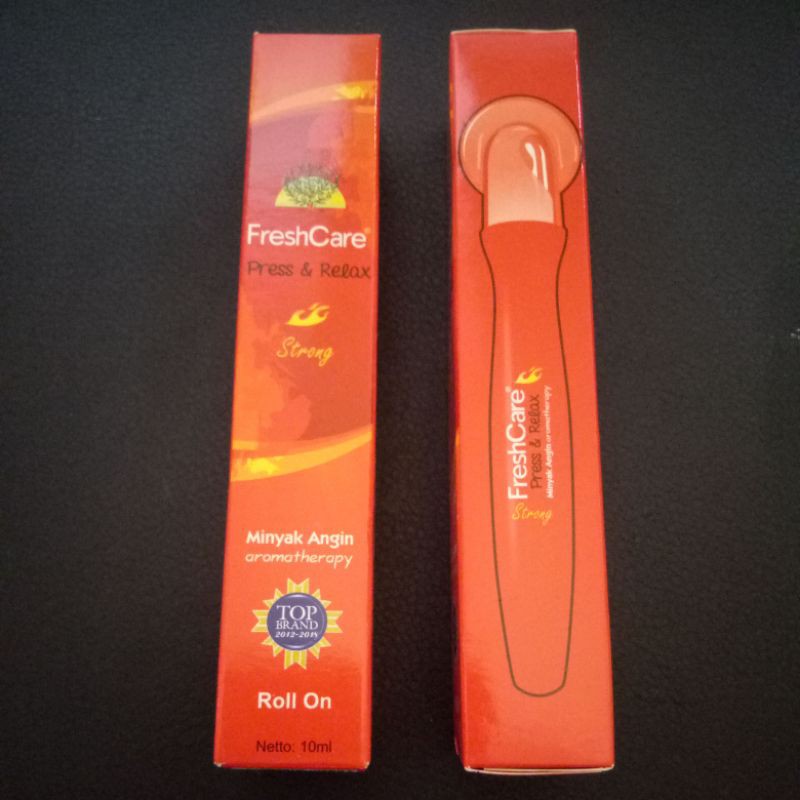 FreshCare®
Press & Relax
Strong
Minyak Angin
aromatherapy
TOP
BRAND
2012-2018
Roll On
Netto: 10ml
FreshCare®
Press & Relax
Minyak Angin aromatherapy
Strong